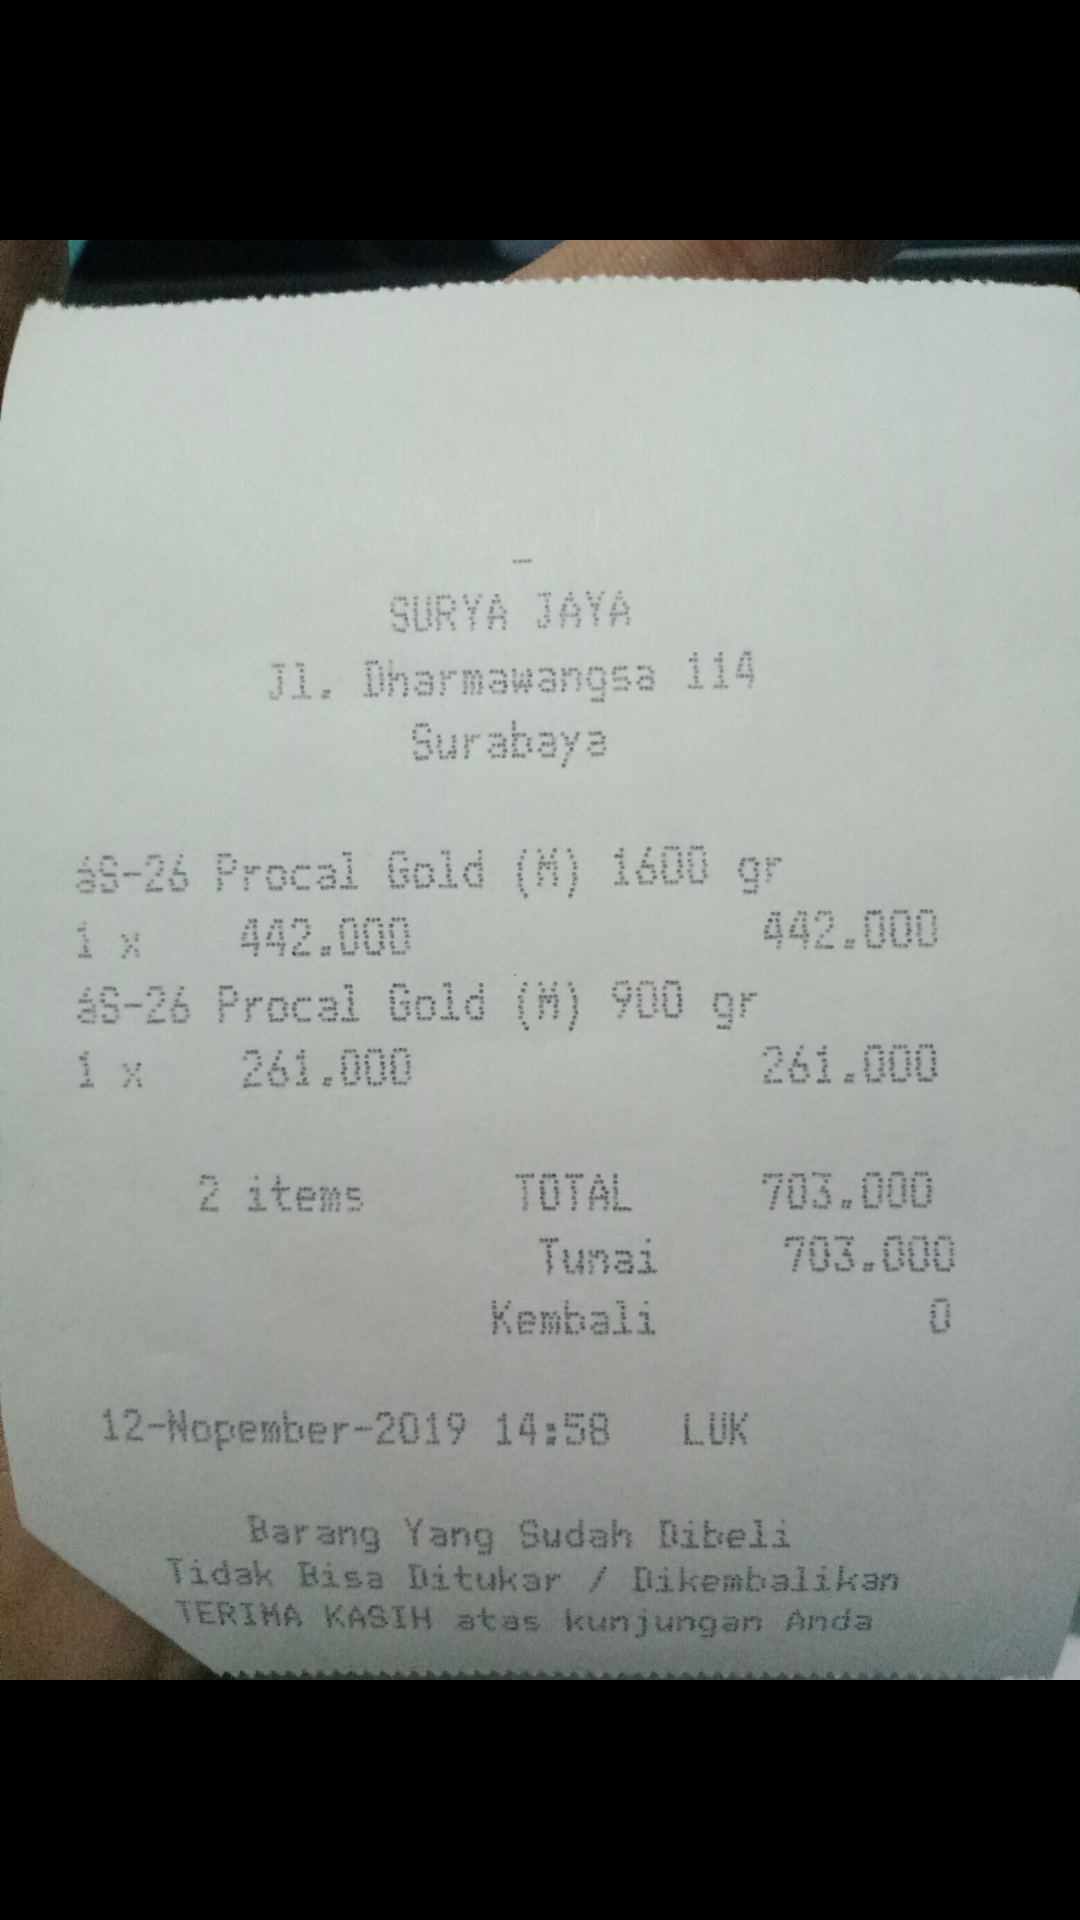 SURYA JAYA
Jl. Dharmawangsa 114
Surabaya
S-26 Procal Gold (M) 1600 gr
1 x 442.000 442.000
S-26 Procal Gold (M) 900 gr
1 x 261.000 261.000
2 items TOTAL 703.000
Tunai 703.000
Kembali 0
12-Nopember-2019 14:58 LUK
Barang Yang Sudah Dibeli
Tidak Bisa Ditukar / Dikembalikan
TERIMA KASIH atas kunjungan Anda